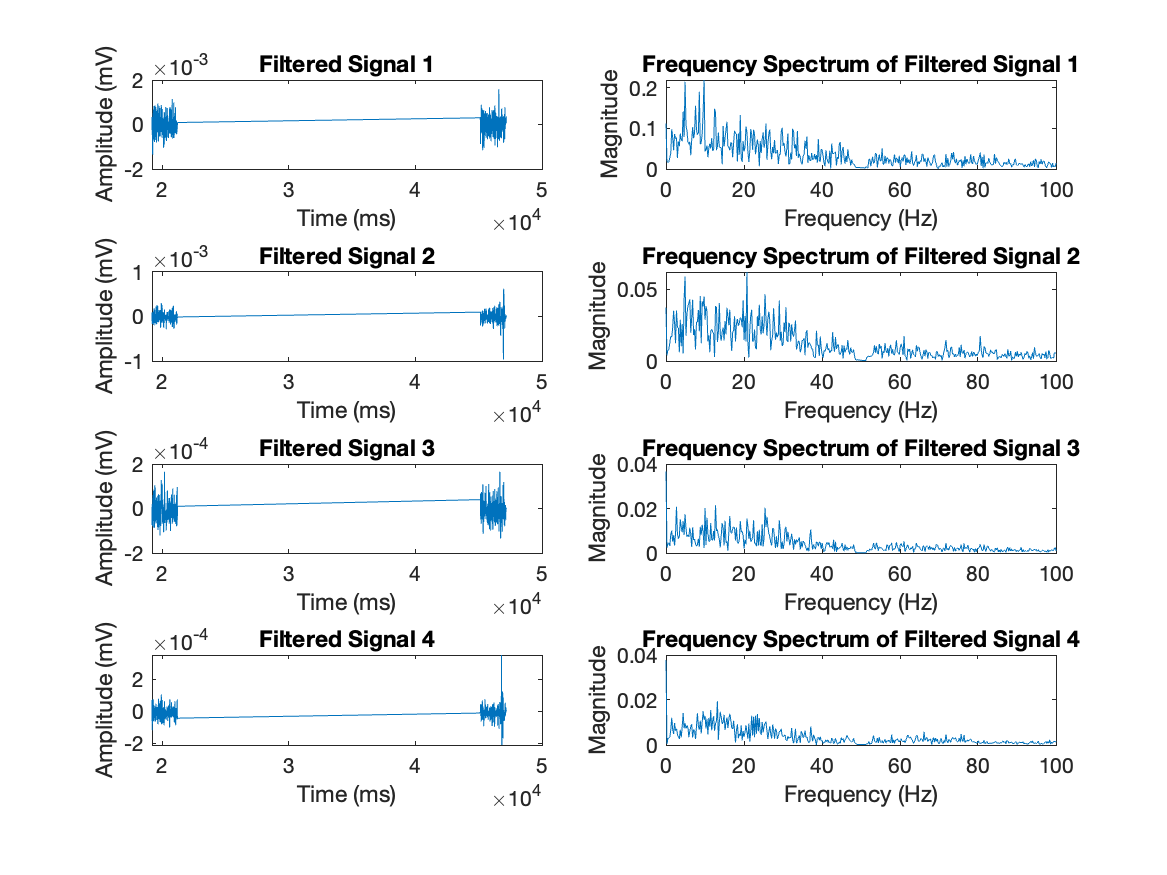 Filtered Signal 1
×10-3
Amplitude (mV)
2
0
-2
2
3
4
5
Time (ms)
×104
Frequency Spectrum of Filtered Signal 1
Magnitude
0.2
0.1
0
0
20
40
60
80
100
Frequency (Hz)
Filtered Signal 2
×10-3
Amplitude (mV)
1
0
-1
2
3
4
5
Time (ms)
×104
Frequency Spectrum of Filtered Signal 2
Magnitude
0.05
0
0
20
40
60
80
100
Frequency (Hz)
Filtered Signal 3
×10-4
Amplitude (mV)
2
0
-2
2
3
4
5
Time (ms)
×104
Frequency Spectrum of Filtered Signal 3
Magnitude
0.04
0.02
0
0
20
40
60
80
100
Frequency (Hz)
Filtered Signal 4
×10-4
Amplitude (mV)
2
0
-2
2
3
4
5
Time (ms)
×104
Frequency Spectrum of Filtered Signal 4
Magnitude
0.04
0.02
0
0
20
40
60
80
100
Frequency (Hz)